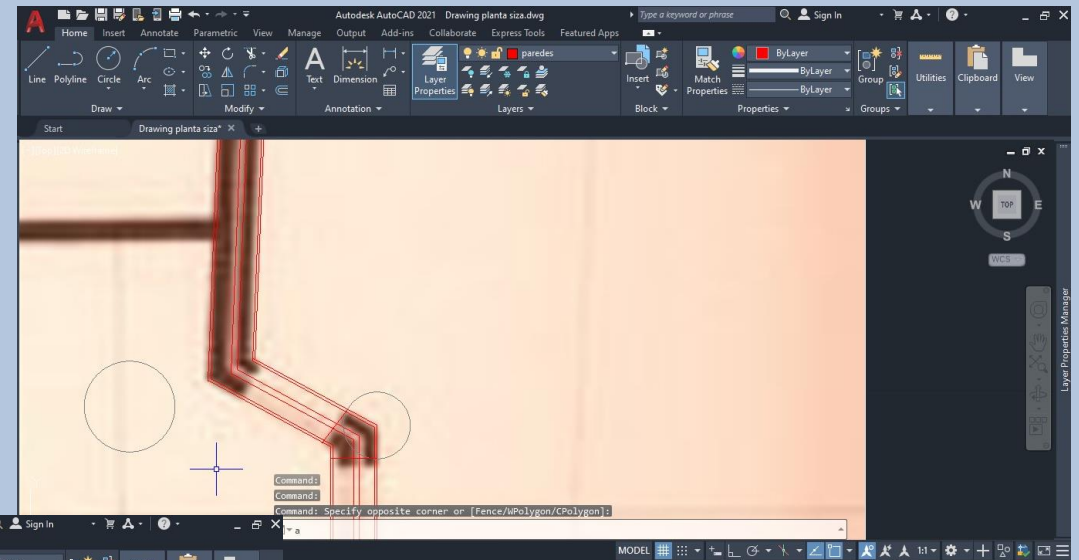 A
Autodesk AutoCAD 2021 Drawing planta siza.dwg
Type a keyword or phrase
Sign In
Home Insert Annotate Parametric View Manage Output Add-ins Collaborate Express Tools Featured Apps
paredes
ByLayer
Line Polyline Circle Arc
A
Text Dimension
Layer Properties
ByLayer
Insert
Match Properties
ByLayer
Group
Utilities
Clipboard
View
Draw Modify Annotation Layers Block Properties Groups
Start Drawing planta siza* +
N
W TOP E
S
WCS
Layer Properties Manager
Command:
Command:
Command: Specify opposite corner or [Fence/WPolygon/CPolygon]:
a
Sign In
MODEL 1:1